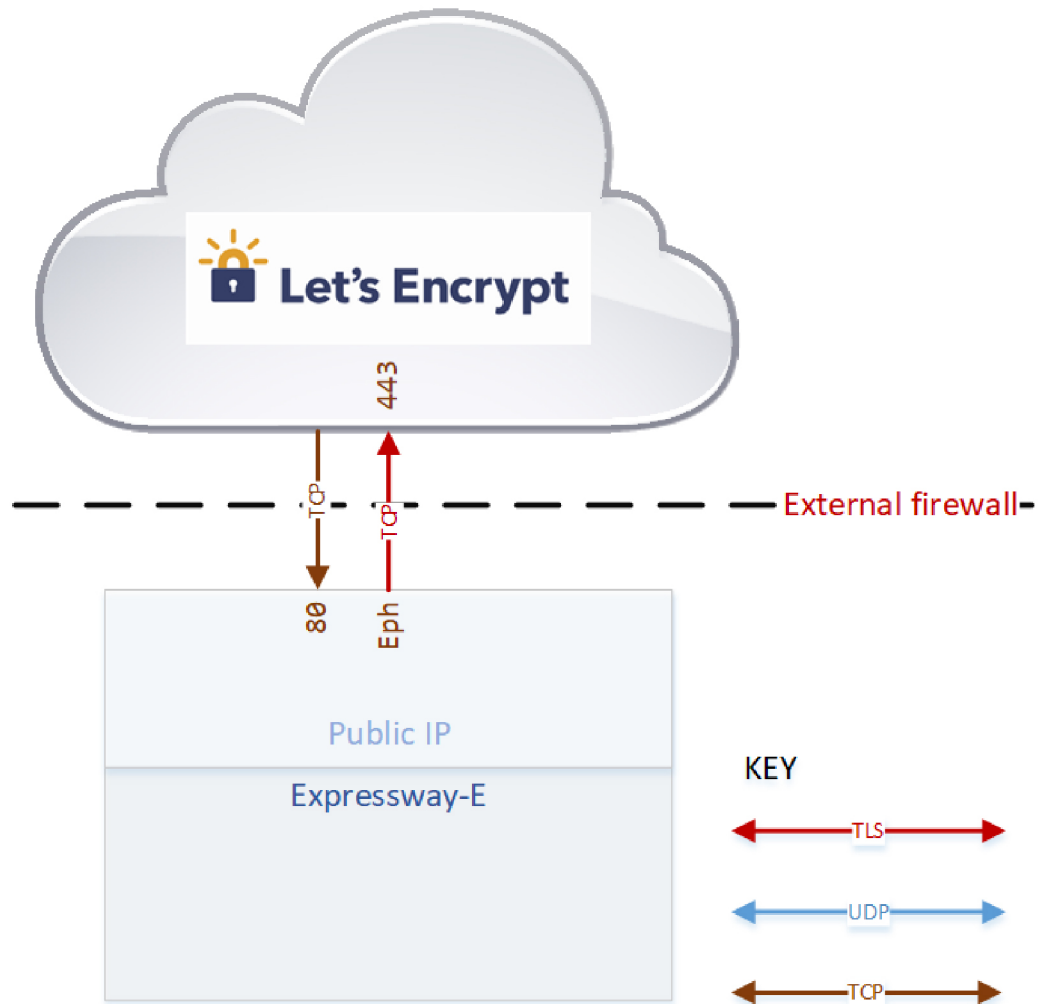 Let's Encrypt
443
TCP
TCP
External firewall
80
Eph
Public IP
Expressway-E
KEY
TLS
UDP
TCP